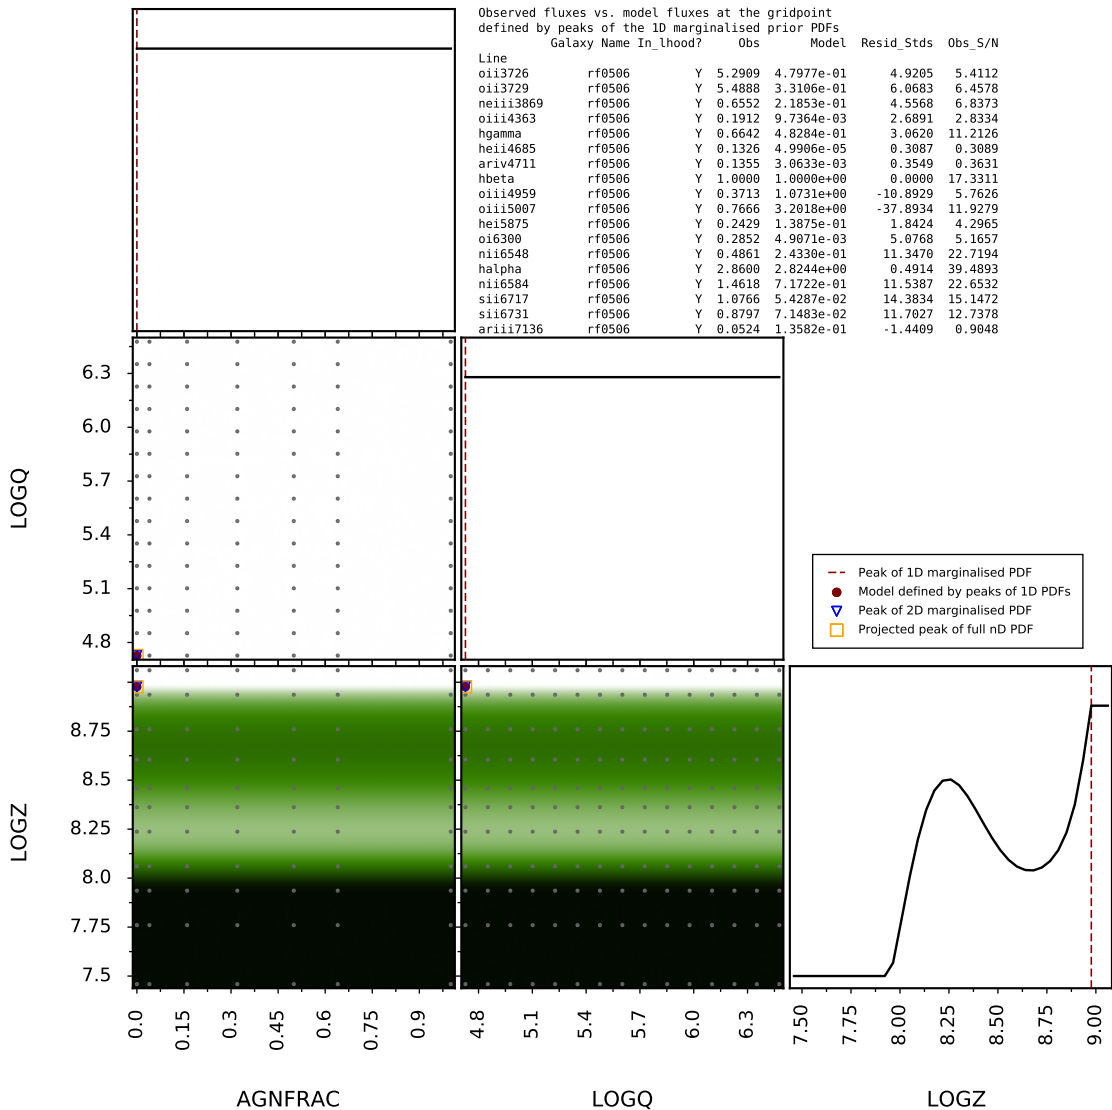 Observed fluxes vs. model fluxes at the gridpoint
defined by peaks of the 1D marginalised prior PDFs
Galaxy Name In_lhood? Obs Model Resid_Stds Obs_S/N
Line
oii3726 rf0506 Y 5.2909 4.7977e-01 4.9205 5.4112
oii3729 rf0506 Y 5.4888 3.3106e-01 6.0683 6.4578
neiii3869 rf0506 Y 0.6552 2.1853e-01 4.5568 6.8373
oiii4363 rf0506 Y 0.1912 9.7364e-03 2.6891 2.8334
hgamma rf0506 Y 0.6642 4.8284e-01 3.0620 11.2126
heii4685 rf0506 Y 0.1326 4.9906e-05 0.3087 0.3089
ariv4711 rf0506 Y 0.1355 3.0633e-03 0.3549 0.3631
hbeta rf0506 Y 1.0000 1.0000e+00 0.0000 17.3311
oiii4959 rf0506 Y 0.3713 1.0731e+00 -10.8929 5.7626
oiii5007 rf0506 Y 0.7666 3.2018e+00 -37.8934 11.9279
hei5875 rf0506 Y 0.2429 1.3875e-01 1.8424 4.2965
oi6300 rf0506 Y 0.2852 4.9071e-03 5.0768 5.1657
nii6548 rf0506 Y 0.4861 2.4330e-01 11.3470 22.7194
halpha rf0506 Y 2.8600 2.8244e+00 0.4914 39.4893
nii6584 rf0506 Y 1.4618 7.1722e-01 11.5387 22.6532
sii6717 rf0506 Y 1.0766 5.4287e-02 14.3834 15.1472
sii6731 rf0506 Y 0.8797 7.1483e-02 11.7027 12.7378
ariii7136 rf0506 Y 0.0524 1.3582e-01 -1.4409 0.9048
6.3
6.0
5.7
5.4
5.1
4.8
LOGQ
Peak of 1D marginalised PDF
Model defined by peaks of 1D PDFs
Peak of 2D marginalised PDF
Projected peak of full nD PDF
8.75
8.5
8.25
8.0
7.75
7.5
LOGZ
0.0 0.15 0.3 0.45 0.6 0.75 0.9
4.8 5.1 5.4 5.7 6.0 6.3
7.50 7.75 8.00 8.25 8.50 8.75 9.00
AGNFRAC LOGQ LOGZ